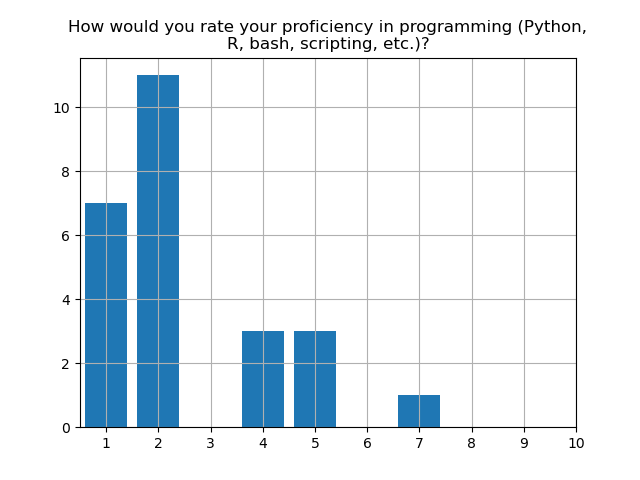 How would you rate your proficiency in programming (Python,
R, bash, scripting, etc.)?
10
8
6
4
2
0
1 2 3 4 5 6 7 8 9 10